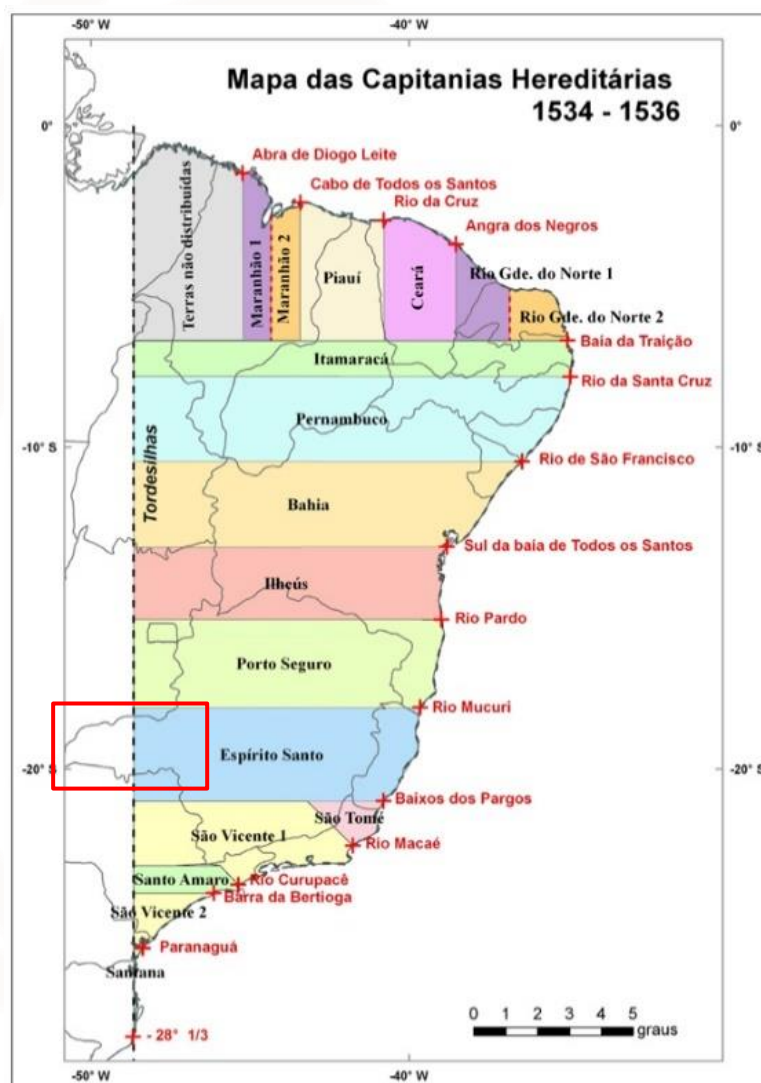 -50° W
-40° W
Mapa das Capitanias Hereditárias
1534 - 1536
0°
0°
Abra de Diogo Leite
Cabo de Todos os Santos
Rio da Cruz
Angra dos Negros
Terras não distribuídas
Maranhão 1
Maranhão 2
Piauí
Ceará
Rio Gde. do Norte 1
Rio Gde. do Norte 2
Baia da Traição
Itamaracá
Rio da Santa Cruz
Pernambuco
-10° S
-10° S
Tordesilhas
Rio de São Francisco
Bahia
Sul da baia de Todos os Santos
Ilhéus
Rio Pardo
Porto Seguro
Rio Mucuri
Espírito Santo
-20° S
-20° S
Baixos dos Pargos
São Tomé
São Vicente 1
Rio Macaé
Santo Amaro
Rio Curupacê
Barra da Bertioga
São Vicente 2
Paranaguá
Santana
0 1 2 3 4 5
graus
- 28° 1/3
-50° W
-40° W